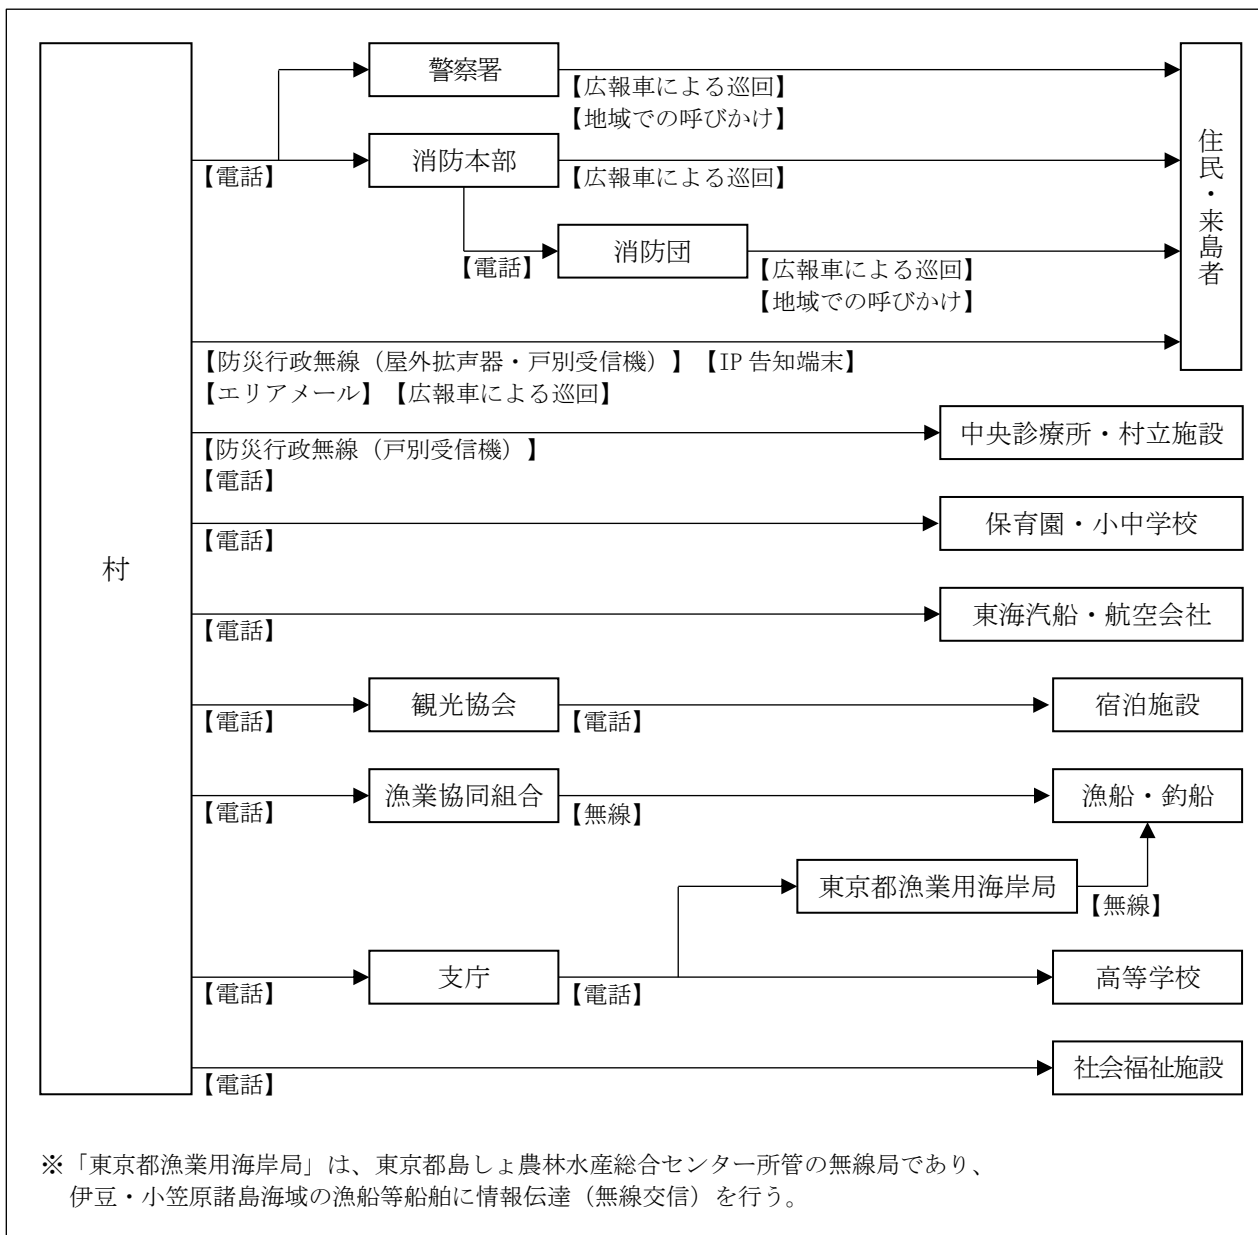 警察署
【広報車による巡回】
【地域での呼びかけ】
消防本部
【電話】
【広報車による巡回】
消防団
【電話】
【広報車による巡回】
【地域での呼びかけ】
住民・来島者
【防災行政無線（屋外拡声器・戸別受信機）】【IP 告知端末】
【エリアメール】【広報車による巡回】
中央診療所・村立施設
【防災行政無線（戸別受信機）】
【電話】
保育園・小中学校
【電話】
村
東海汽船・航空会社
【電話】
観光協会
宿泊施設
【電話】
【電話】
漁業協同組合
漁船・釣船
【電話】
【無線】
東京都漁業用海岸局
【無線】
支庁
高等学校
【電話】
【電話】
社会福祉施設
【電話】
※「東京都漁業用海岸局」は、東京都島しょ農林水産総合センター所管の無線局であり、
伊豆・小笠原諸島海域の漁船等船舶に情報伝達（無線交信）を行う。